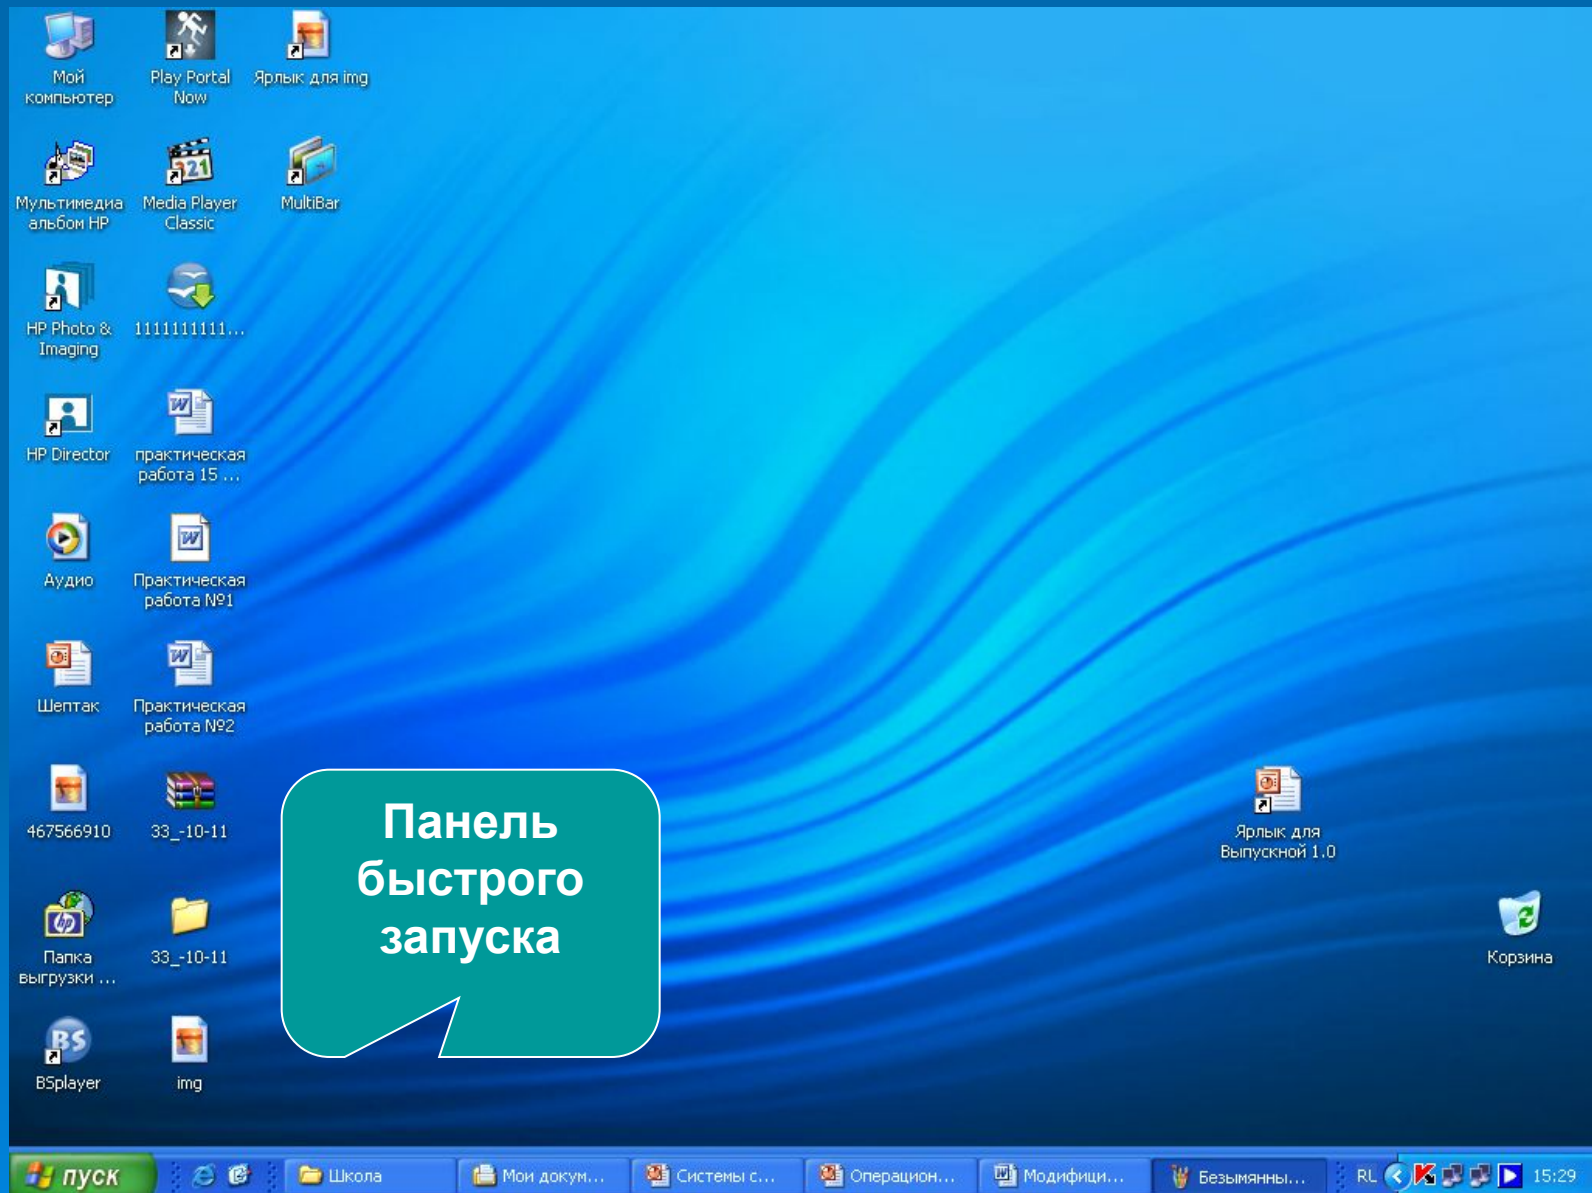 Мой
компьютер
Play Portal
Now
Ярлык для img
Мультимедиа
альбом HP
Media Player
Classic
MultiBar
HP Photo &
Imaging
1111111111...
HP Director
практическая
работа 15 ...
Аудио
Практическая
работа №1
Шептак
Практическая
работа №2
467566910
33_-10-11
Панель
быстрого
запуска
Ярлык для
Выпускной 1.0
Папка
выгрузки ...
33_-10-11
Корзина
BSplayer
img
пуск
Школа
Мои докум...
Системы с...
Операцион...
Модифици...
Безымянны...
RL
15:29